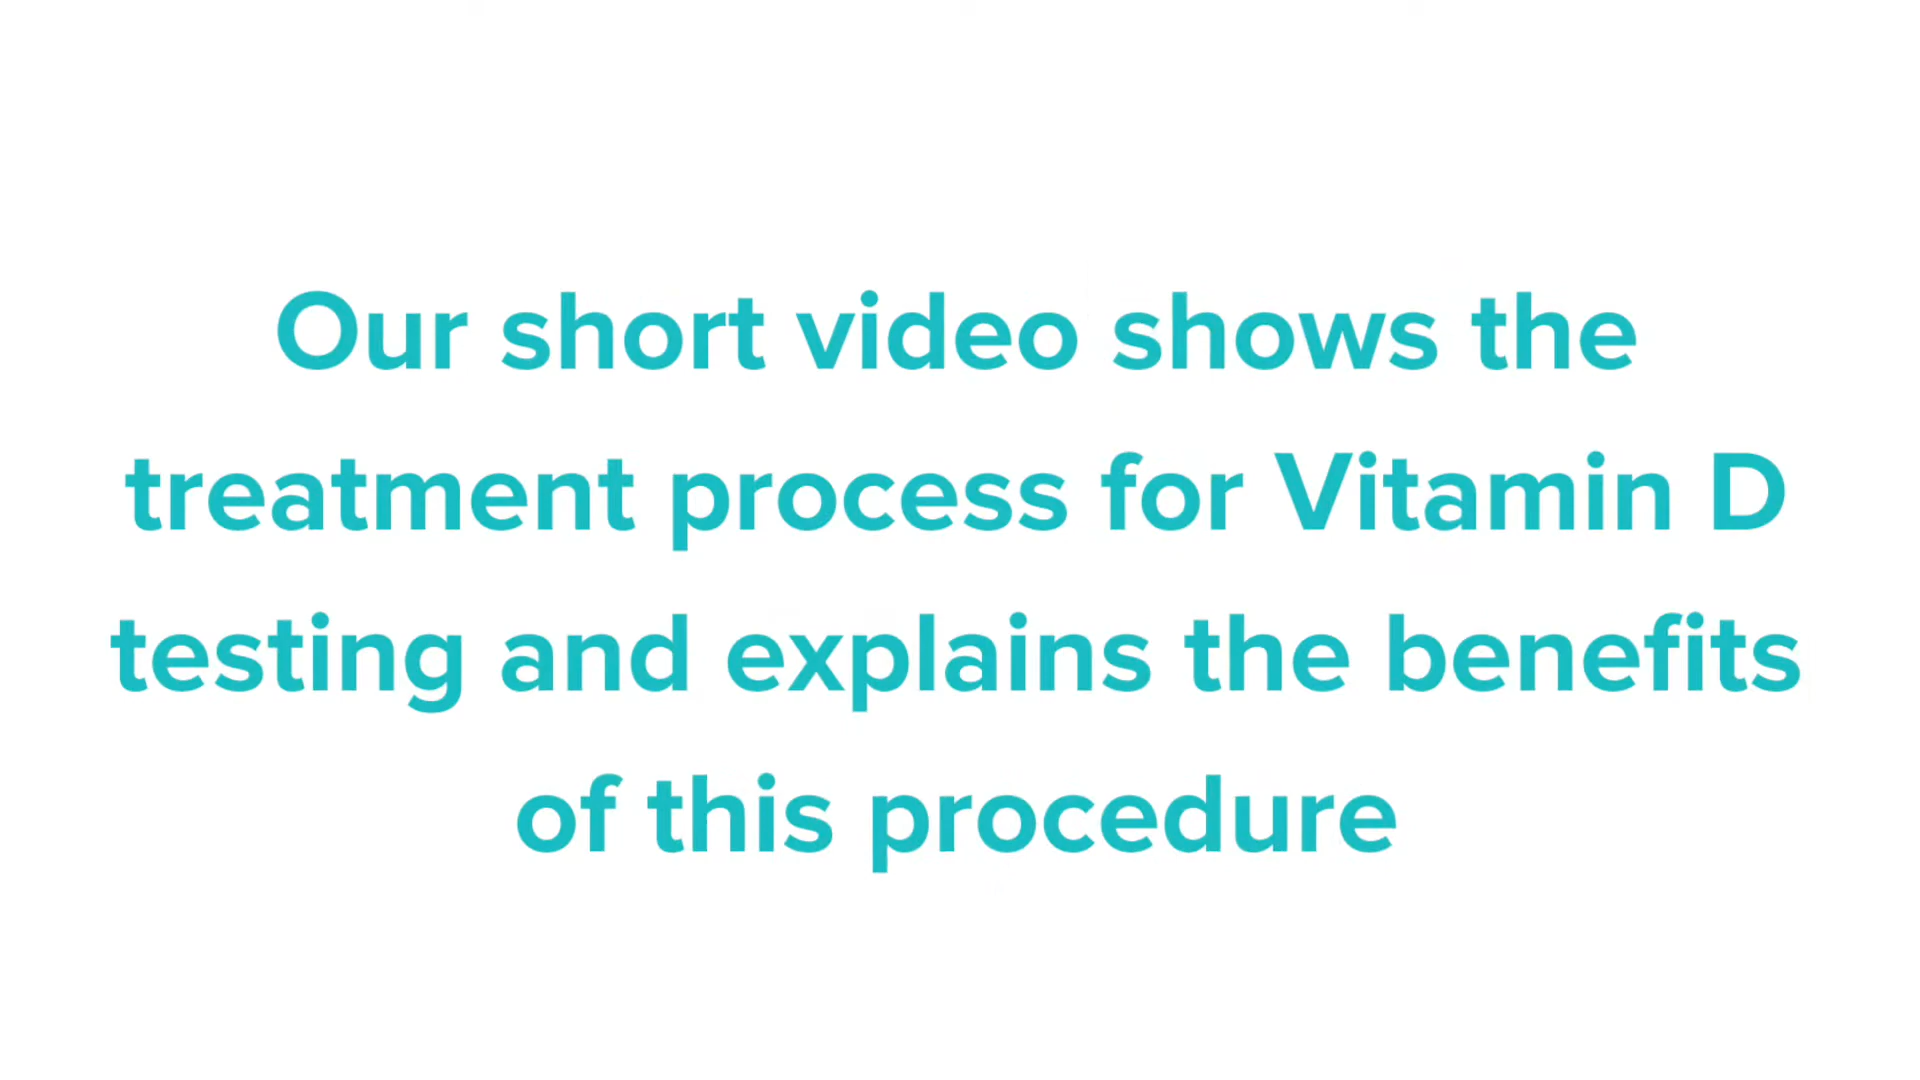 Our short video shows the
treatment process for Vitamin D
testing and explains the benefits
of this procedure